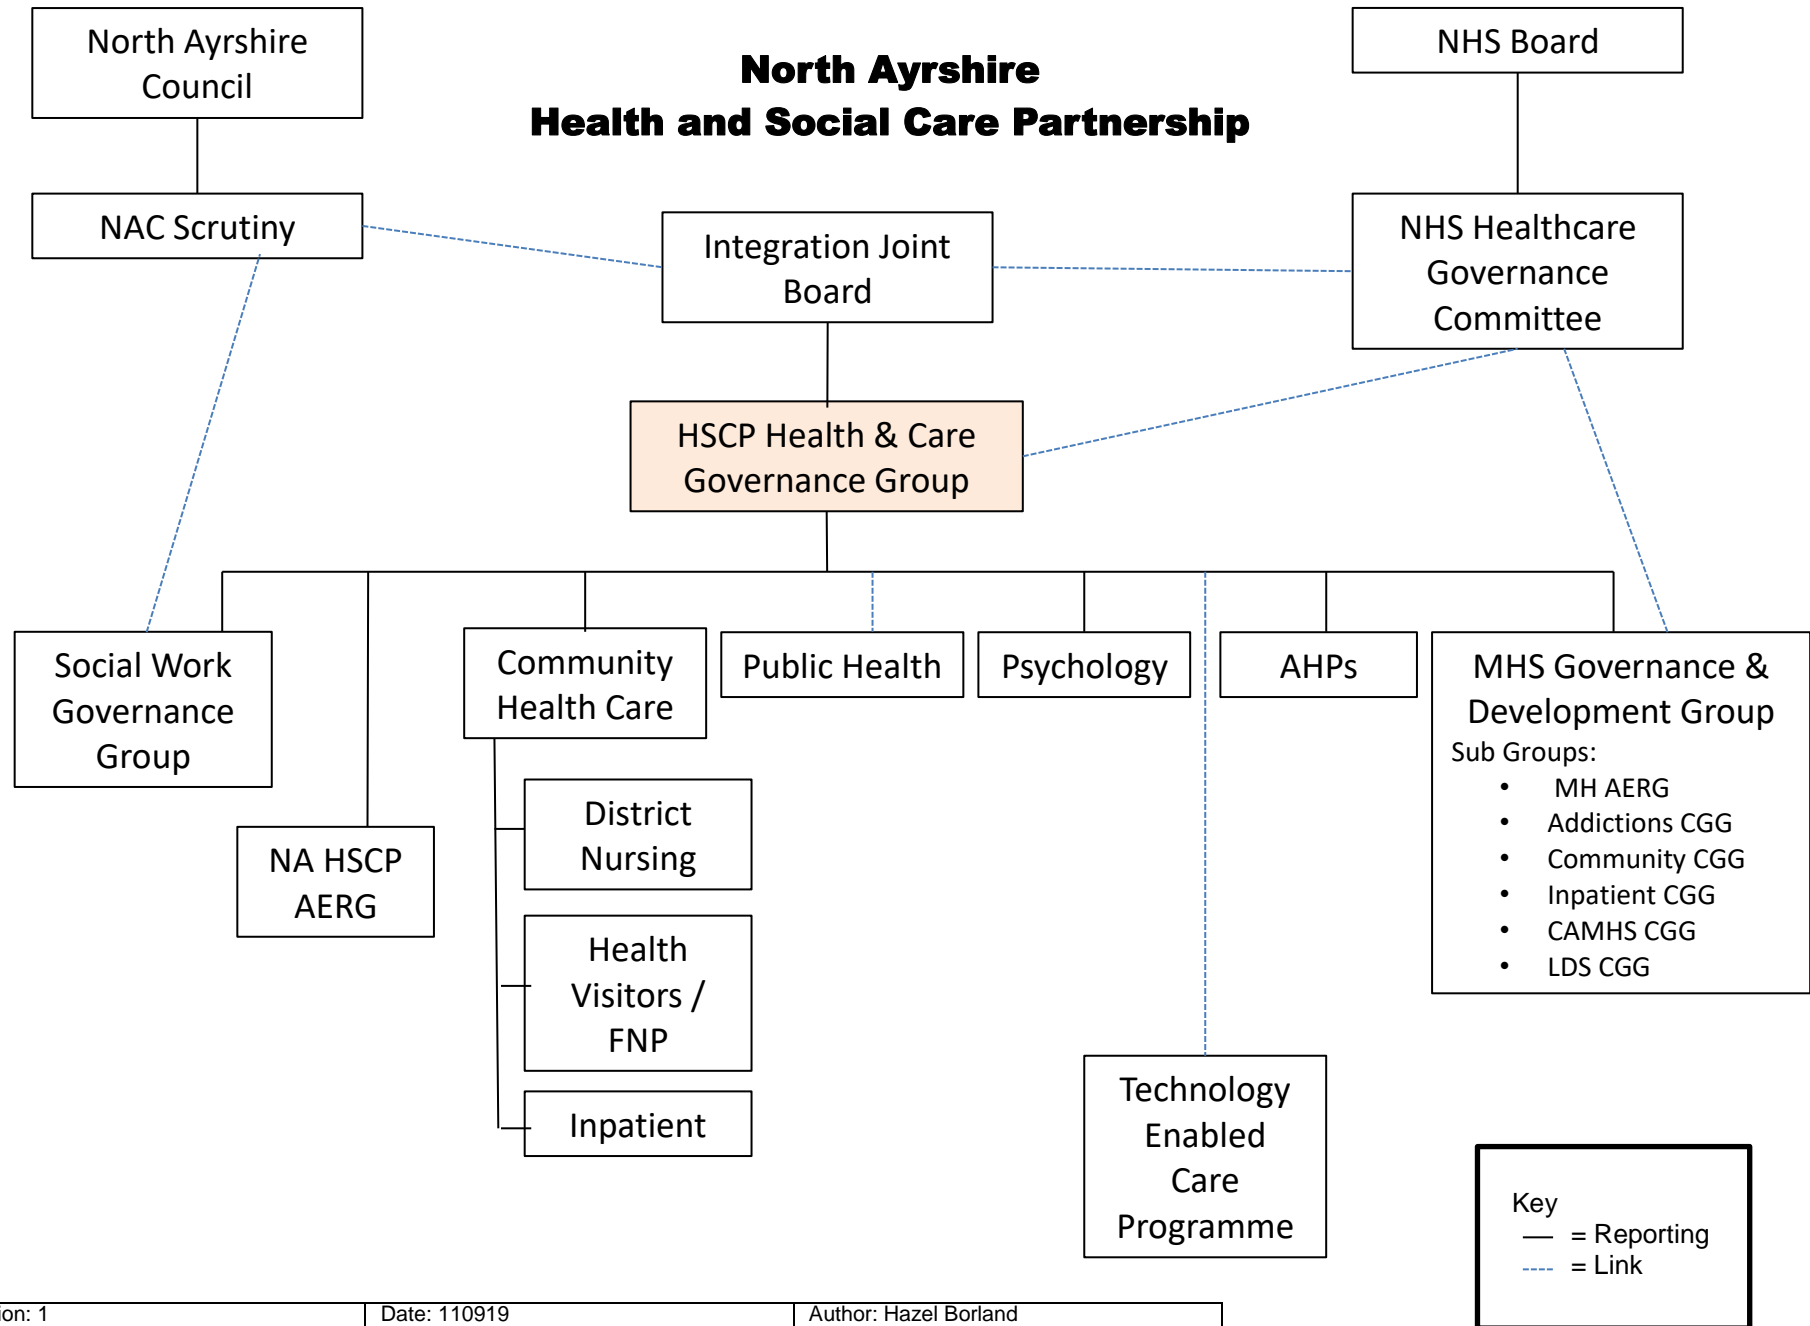 North Ayrshire
Council
North Ayrshire
Health and Social Care Partnership
NHS Board
NAC Scrutiny
Integration Joint
Board
NHS Healthcare
Governance
Committee
HSCP Health & Care
Governance Group
Social Work
Governance
Group
NA HSCP
AERG
Community
Health Care
District
Nursing
Health
Visitors /
FNP
Inpatient
Public Health
Psychology
AHPs
MHS Governance &
Development Group
Sub Groups:
• MH AERG
• Addictions CGG
• Community CGG
• Inpatient CGG
• CAMHS CGG
• LDS CGG
Technology
Enabled
Care
Programme
Key
= Reporting
= Link
ion: 1
Date: 110919
Author: Hazel Borland